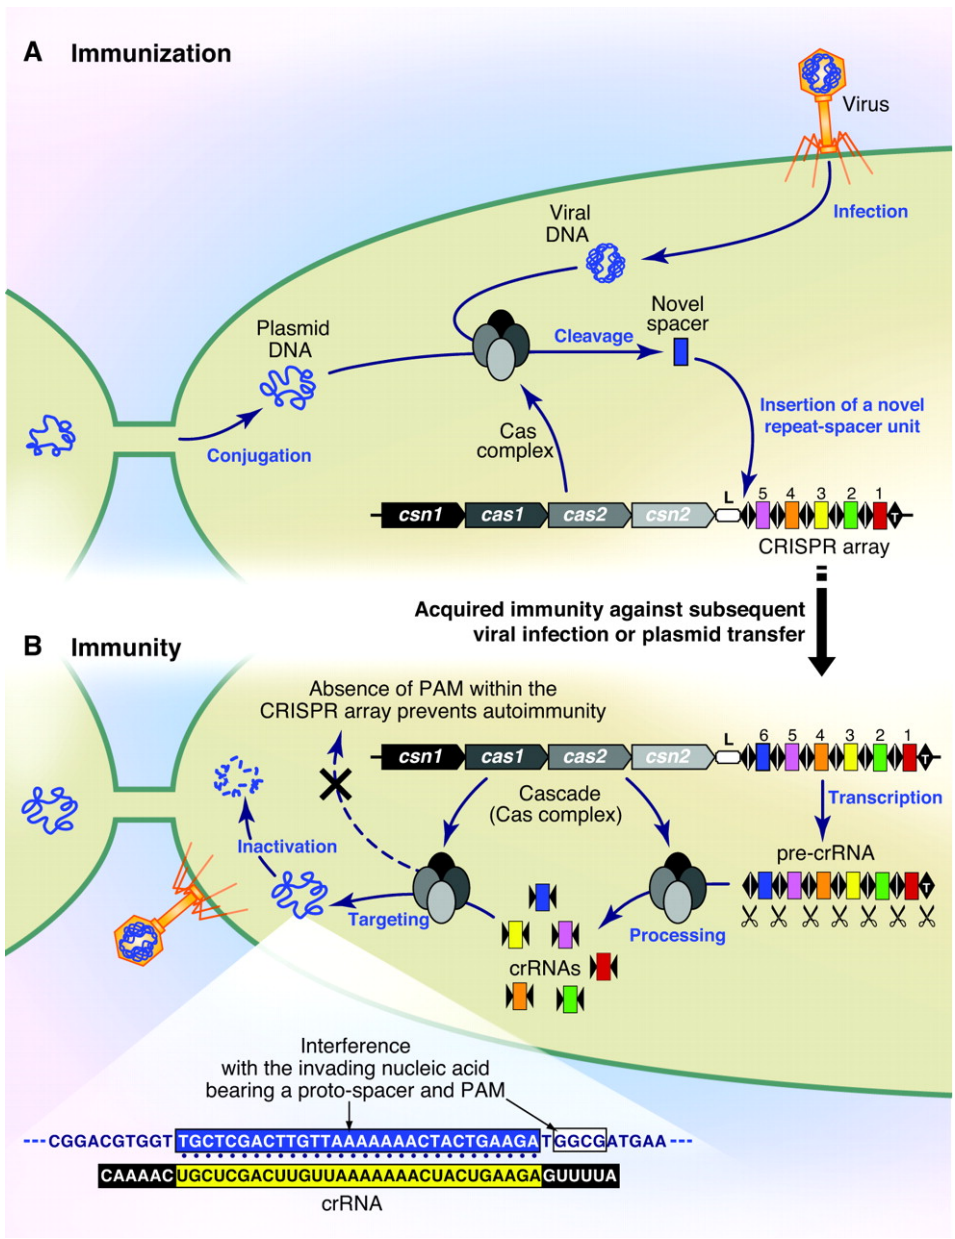 A Immunization
Virus
Infection
Viral
DNA
Novel
spacer
Plasmid
DNA
Cleavage
Insertion of a novel
repeat-spacer unit
Conjugation
Cas
complex
csn1 cas1 cas2 csn2 L 5 4 3 2 1 T
CRISPR array
Acquired immunity against subsequent
viral infection or plasmid transfer
B Immunity
Absence of PAM within the
CRISPR array prevents autoimmunity
csn1 cas1 cas2 csn2 L 6 5 4 3 2 1 T
Cascade
(Cas complex)
Transcription
Inactivation
pre-crRNA
T
Targeting
Processing
crRNAs
Interference
with the invading nucleic acid
bearing a proto-spacer and PAM
---CGGACGTGGT TGCTCGACTTGTTAAAAAAACTACTGAAGA TGGCGATGAA---
CAAAAC UGCUCGACUUGUUAAAAAAACUACUGAAGA GUUUUA
crRNA